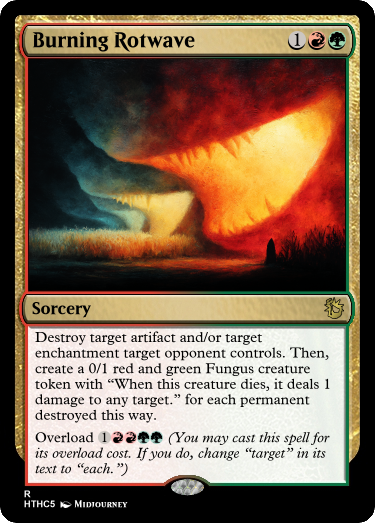 Burning Rotwave 1
Sorcery
Destroy target artifact and/or target
enchantment target opponent controls. Then,
create a 0/1 red and green Fungus creature
token with “When this creature dies, it deals 1
damage to any target.” for each permanent
destroyed this way.
Overload 1 (You may cast this spell for
its overload cost. If you do, change “target” in its
text to “each.”)
R
HTHC5 Midjourney